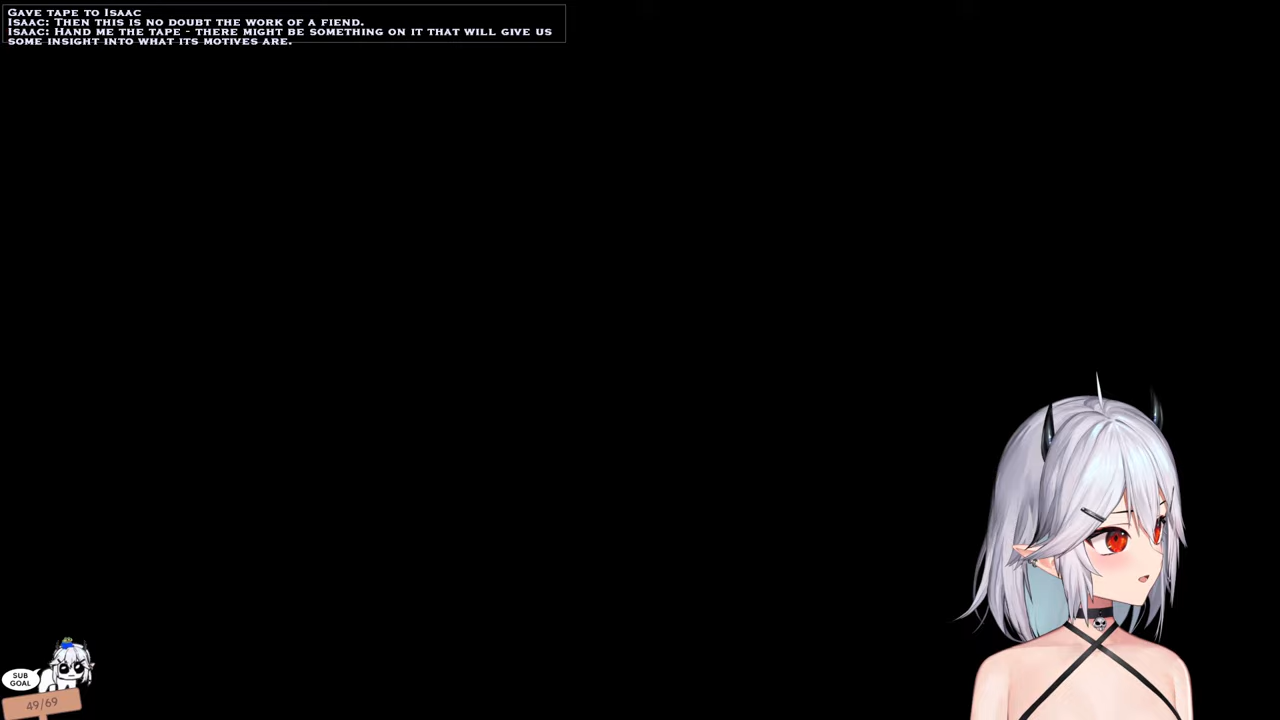 Gave tape to Isaac
Isaac: Then this is no doubt the work of a fiend.
Isaac: Hand me the tape - there might be something on it that will give us
some insight into what its motives are.
SUB
GOAL
49/69